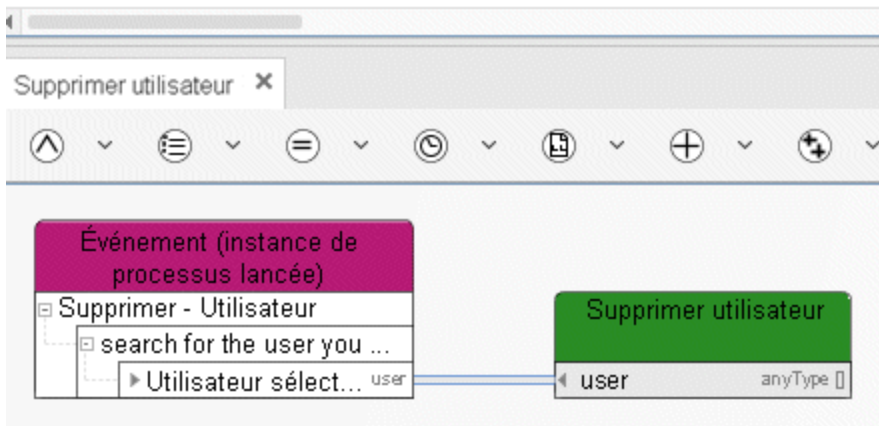 Supprimer utilisateur
Événement (instance de
processus lancée)
Supprimer - Utilisateur
search for the user you ...
Utilisateur sélect... user
Supprimer utilisateur
user anyType []